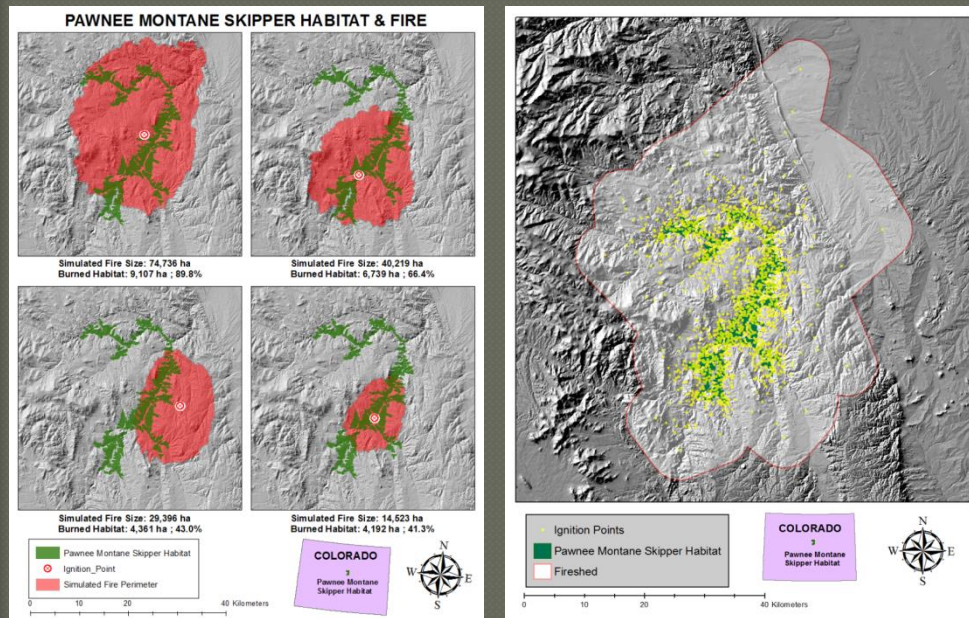 PAWNEE MONTANE SKIPPER HABITAT & FIRE
Simulated Fire Size: 74,736 ha
Burned Habitat: 9,107 ha ; 89.8%
Simulated Fire Size: 40,219 ha
Burned Habitat: 6,739 ha ; 66.4%
Simulated Fire Size: 29,396 ha
Burned Habitat: 4,361 ha ; 43.0%
Simulated Fire Size: 14,523 ha
Burned Habitat: 4,192 ha ; 41.3%
Pawnee Montane Skipper Habitat
Ignition_Point
Simulated Fire Perimeter
COLORADO
Pawnee Montane
Skipper Habitat
N
W E
S
0 10 20 40 Kilometers
Ignition Points
Pawnee Montane Skipper Habitat
Fireshed
COLORADO
Pawnee Montane
Skipper Habitat
N
W E
S
0 10 20 40 Kilometers